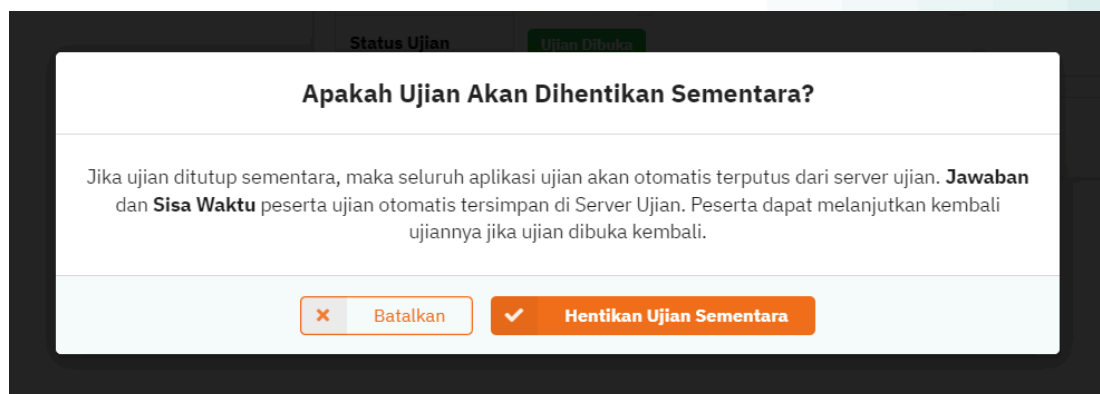 Status Ujian
Ujian Dibuka
Apakah Ujian Akan Dihentikan Sementara?
Jika ujian ditutup sementara, maka seluruh aplikasi ujian akan otomatis terputus dari server ujian. Jawaban
dan Sisa Waktu peserta ujian otomatis tersimpan di Server Ujian. Peserta dapat melanjutkan kembali
ujiannya jika ujian dibuka kembali.
Batalkan
Hentikan Ujian Sementara